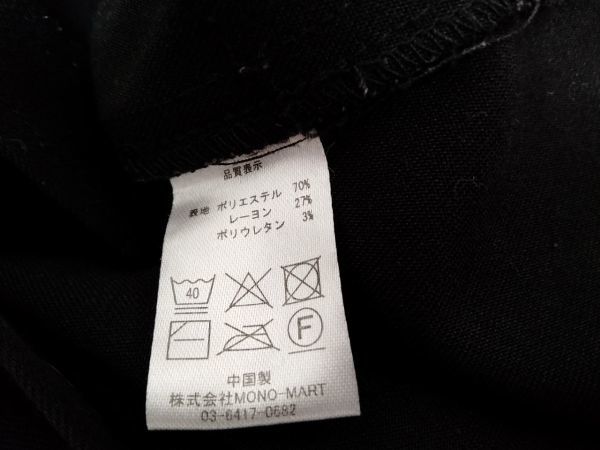 品質表示
表地 ポリエステル 70%
レーヨン 27%
ポリウレタン 3%
40
F
中国製
株式会社MONO-MART
03-6417-0682